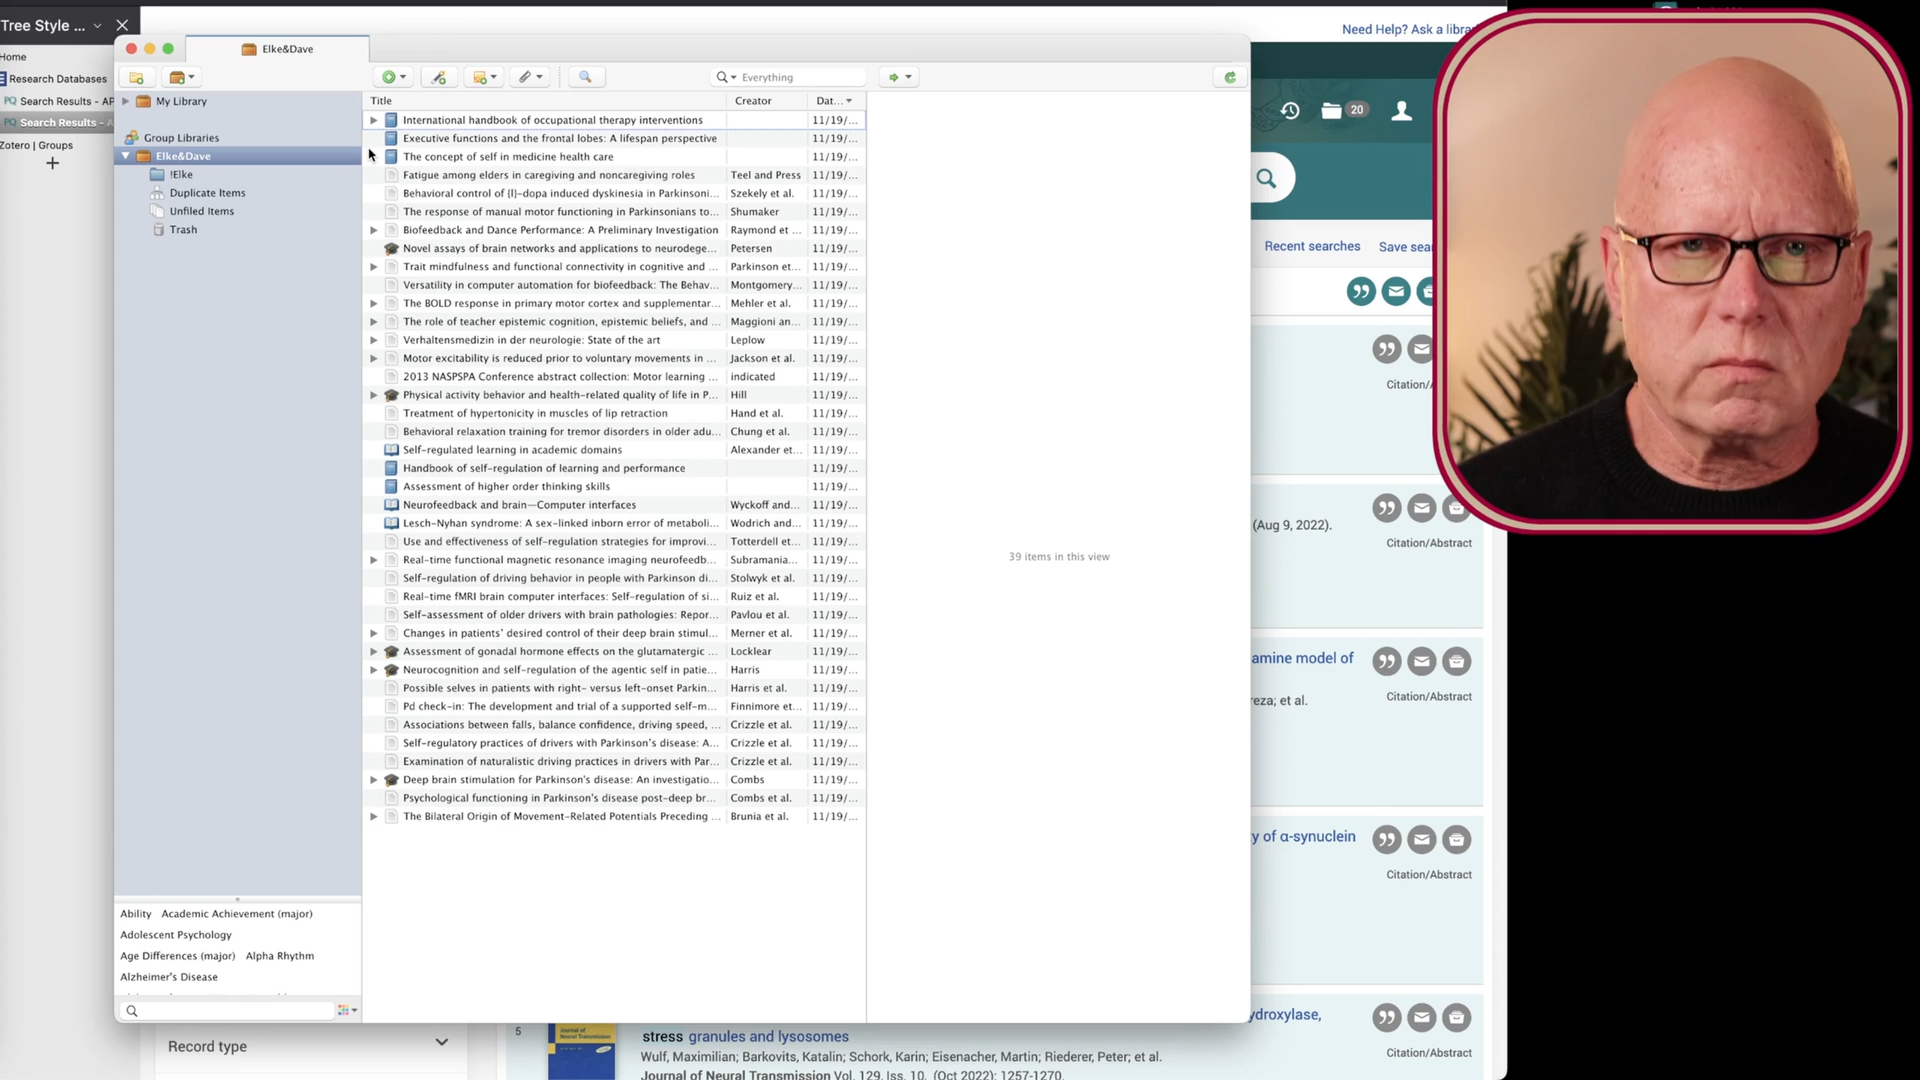 Tree Style ...
Need Help? Ask a libra
Elke&Dave
Home
Research Databases
Search Results - AP
Search Results - A
Zotero | Groups
Everything
My Library
Group Libraries
Elke&Dave
!Elke
Duplicate Items
Unfiled Items
Trash
Title Creator Dat...
International handbook of occupational therapy interventions 11/19/...
Executive functions and the frontal lobes: A lifespan perspective 11/19/...
The concept of self in medicine health care 11/19/...
Fatigue among elders in caregiving and noncaregiving roles Teel and Press 11/19/...
Behavioral control of {l}-dopa induced dyskinesia in Parkinsoni... Szekely et al. 11/19/...
The response of manual motor functioning in Parkinsonians to... Shumaker 11/19/...
Biofeedback and Dance Performance: A Preliminary Investigation Raymond et ... 11/19/...
Novel assays of brain networks and applications to neurodege... Petersen 11/19/...
Trait mindfulness and functional connectivity in cognitive and ... Parkinson et... 11/19/...
Versatility in computer automation for biofeedback: The Behav... Montgomery... 11/19/...
The BOLD response in primary motor cortex and supplementar... Mehler et al. 11/19/...
The role of teacher epistemic cognition, epistemic beliefs, and ... Maggioni an... 11/19/...
Verhaltensmedizin in der neurologie: State of the art Leplow 11/19/...
Motor excitability is reduced prior to voluntary movements in ... Jackson et al. 11/19/...
2013 NASPSPA Conference abstract collection: Motor learning ... indicated 11/19/...
Physical activity behavior and health-related quality of life in P... Hill 11/19/...
Treatment of hypertonicity in muscles of lip retraction Hand et al. 11/19/...
Behavioral relaxation training for tremor disorders in older adu... Chung et al. 11/19/...
Self-regulated learning in academic domains Alexander et... 11/19/...
Handbook of self-regulation of learning and performance 11/19/...
Assessment of higher order thinking skills 11/19/...
Neurofeedback and brain—Computer interfaces Wyckoff and... 11/19/...
Lesch-Nyhan syndrome: A sex-linked inborn error of metaboli... Wodrich and... 11/19/...
Use and effectiveness of self-regulation strategies for improvi... Totterdell et... 11/19/...
Real-time functional magnetic resonance imaging neurofeedb... Subramania... 11/19/...
Self-regulation of driving behavior in people with Parkinson di... Stolwyk et al. 11/19/...
Real-time fMRI brain computer interfaces: Self-regulation of si... Ruiz et al. 11/19/...
Self-assessment of older drivers with brain pathologies: Repor... Pavlou et al. 11/19/...
Changes in patients' desired control of their deep brain stimul... Merner et al. 11/19/...
Assessment of gonadal hormone effects on the glutamatergic ... Locklear 11/19/...
Neurocognition and self-regulation of the agentic self in patie... Harris 11/19/...
Possible selves in patients with right- versus left-onset Parkin... Harris et al. 11/19/...
Pd check-in: The development and trial of a supported self-m... Finnimore et... 11/19/...
Associations between falls, balance confidence, driving speed, ... Crizzle et al. 11/19/...
Self-regulatory practices of drivers with Parkinson's disease: A... Crizzle et al. 11/19/...
Examination of naturalistic driving practices in drivers with Par... Crizzle et al. 11/19/...
Deep brain stimulation for Parkinson's disease: An investigatio... Combs 11/19/...
Psychological functioning in Parkinson's disease post-deep br... Combs et al. 11/19/...
The Bilateral Origin of Movement-Related Potentials Preceding ... Brunia et al. 11/19/...
39 items in this view
Ability Academic Achievement (major)
Adolescent Psychology
Age Differences (major) Alpha Rhythm
Alzheimer's Disease
20
Recent searches Save sear
Citation/A
(Aug 9, 2022).
Citation/Abstract
amine model of
reza; et al.
Citation/Abstract
y of α-synuclein
Citation/Abstract
ydroxylase,
Record type
5
Journal of
Neural Transmission
stress granules and lysosomes
Wulf, Maximilian; Barkovits, Katalin; Schork, Karin; Eisenacher, Martin; Riederer, Peter; et al.
Citation/Abstract
Journal of Neural Transmission Vol. 129, Iss. 10, (Oct 2022): 1257-1270.